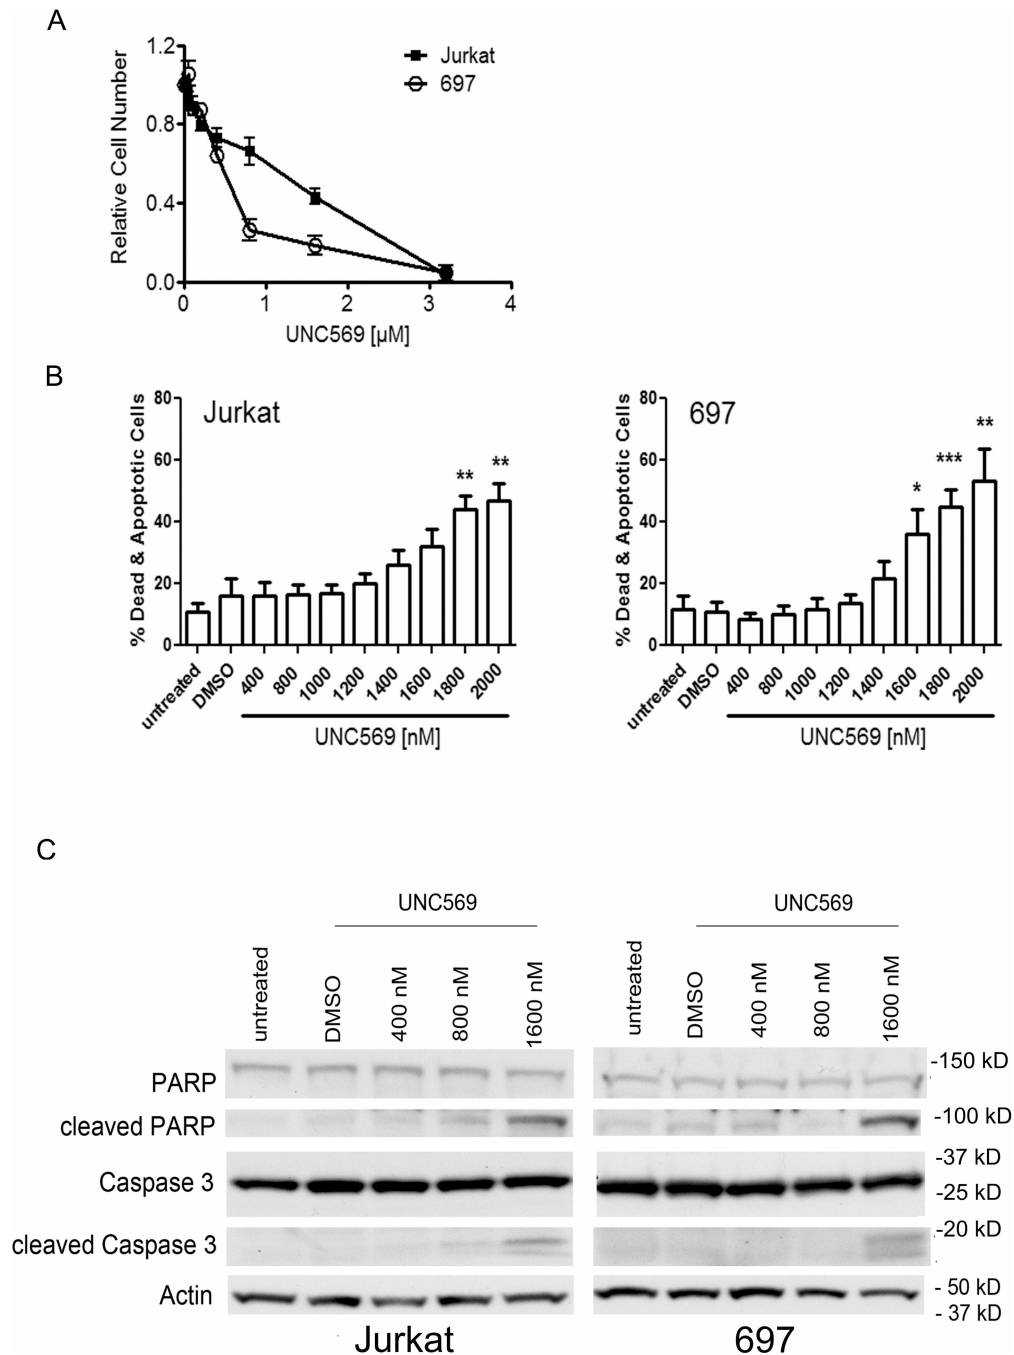 A
1.2
0.8
0.4
0.0
Relative Cell Number
Jurkat
697
0 1 2 3 4
UNC569 [µM]
B
80
60
40
20
0
% Dead & Apoptotic Cells
Jurkat
** **
untreated DMSO 400 800 1000 1200 1400 1600 1800 2000
UNC569 [nM]
80
60
40
20
0
% Dead & Apoptotic Cells
697
* *** **
untreated DMSO 400 800 1000 1200 1400 1600 1800 2000
UNC569 [nM]
C
UNC569 UNC569
untreated DMSO 400 nM 800 nM 1600 nM untreated DMSO 400 nM 800 nM 1600 nM
PARP -150 kD
cleaved PARP -100 kD
Caspase 3 -37 kD
-25 kD
cleaved Caspase 3 -20 kD
Actin - 50 kD
- 37 kD
Jurkat 697